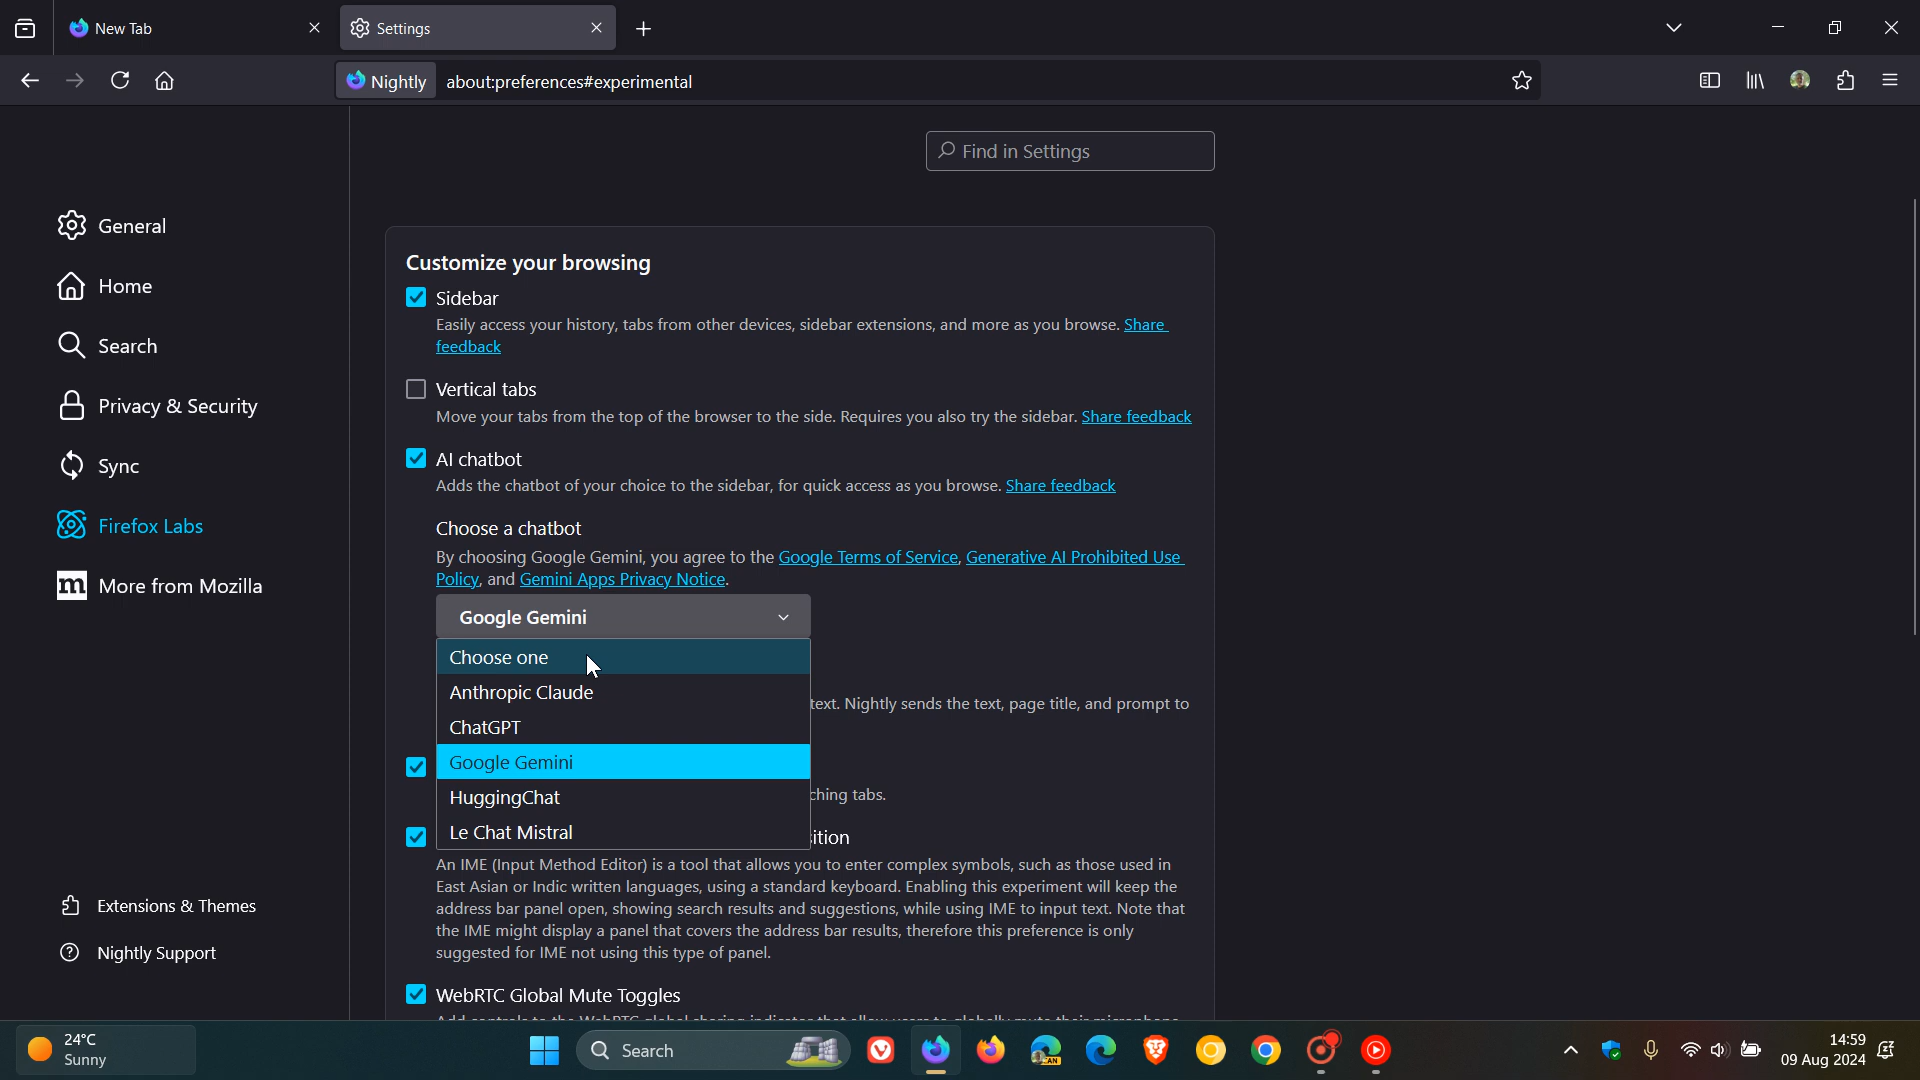 New Tab
Settings
Nightly
about:preferences#experimental
Find in Settings
General
Home
Search
Privacy & Security
Sync
Firefox Labs
More from Mozilla
Extensions & Themes
Nightly Support
Customize your browsing
Sidebar
Easily access your history, tabs from other devices, sidebar extensions, and more as you browse. Share
feedback
Vertical tabs
Move your tabs from the top of the browser to the side. Requires you also try the sidebar. Share feedback
AI chatbot
Adds the chatbot of your choice to the sidebar, for quick access as you browse. Share feedback
Choose a chatbot
By choosing Google Gemini, you agree to the Google Terms of Service, Generative AI Prohibited Use
Policy, and Gemini Apps Privacy Notice.
Google Gemini
Choose one
Anthropic Claude
ChatGPT
text. Nightly sends the text, page title, and prompt to
Google Gemini
HuggingChat
ching tabs.
Le Chat Mistral
ition
An IME (Input Method Editor) is a tool that allows you to enter complex symbols, such as those used in
East Asian or Indic written languages, using a standard keyboard. Enabling this experiment will keep the
address bar panel open, showing search results and suggestions, while using IME to input text. Note that
the IME might display a panel that covers the address bar results, therefore this preference is only
suggested for IME not using this type of panel.
WebRTC Global Mute Toggles
24°C
Sunny
Search
CAN
14:59
09 Aug 2024